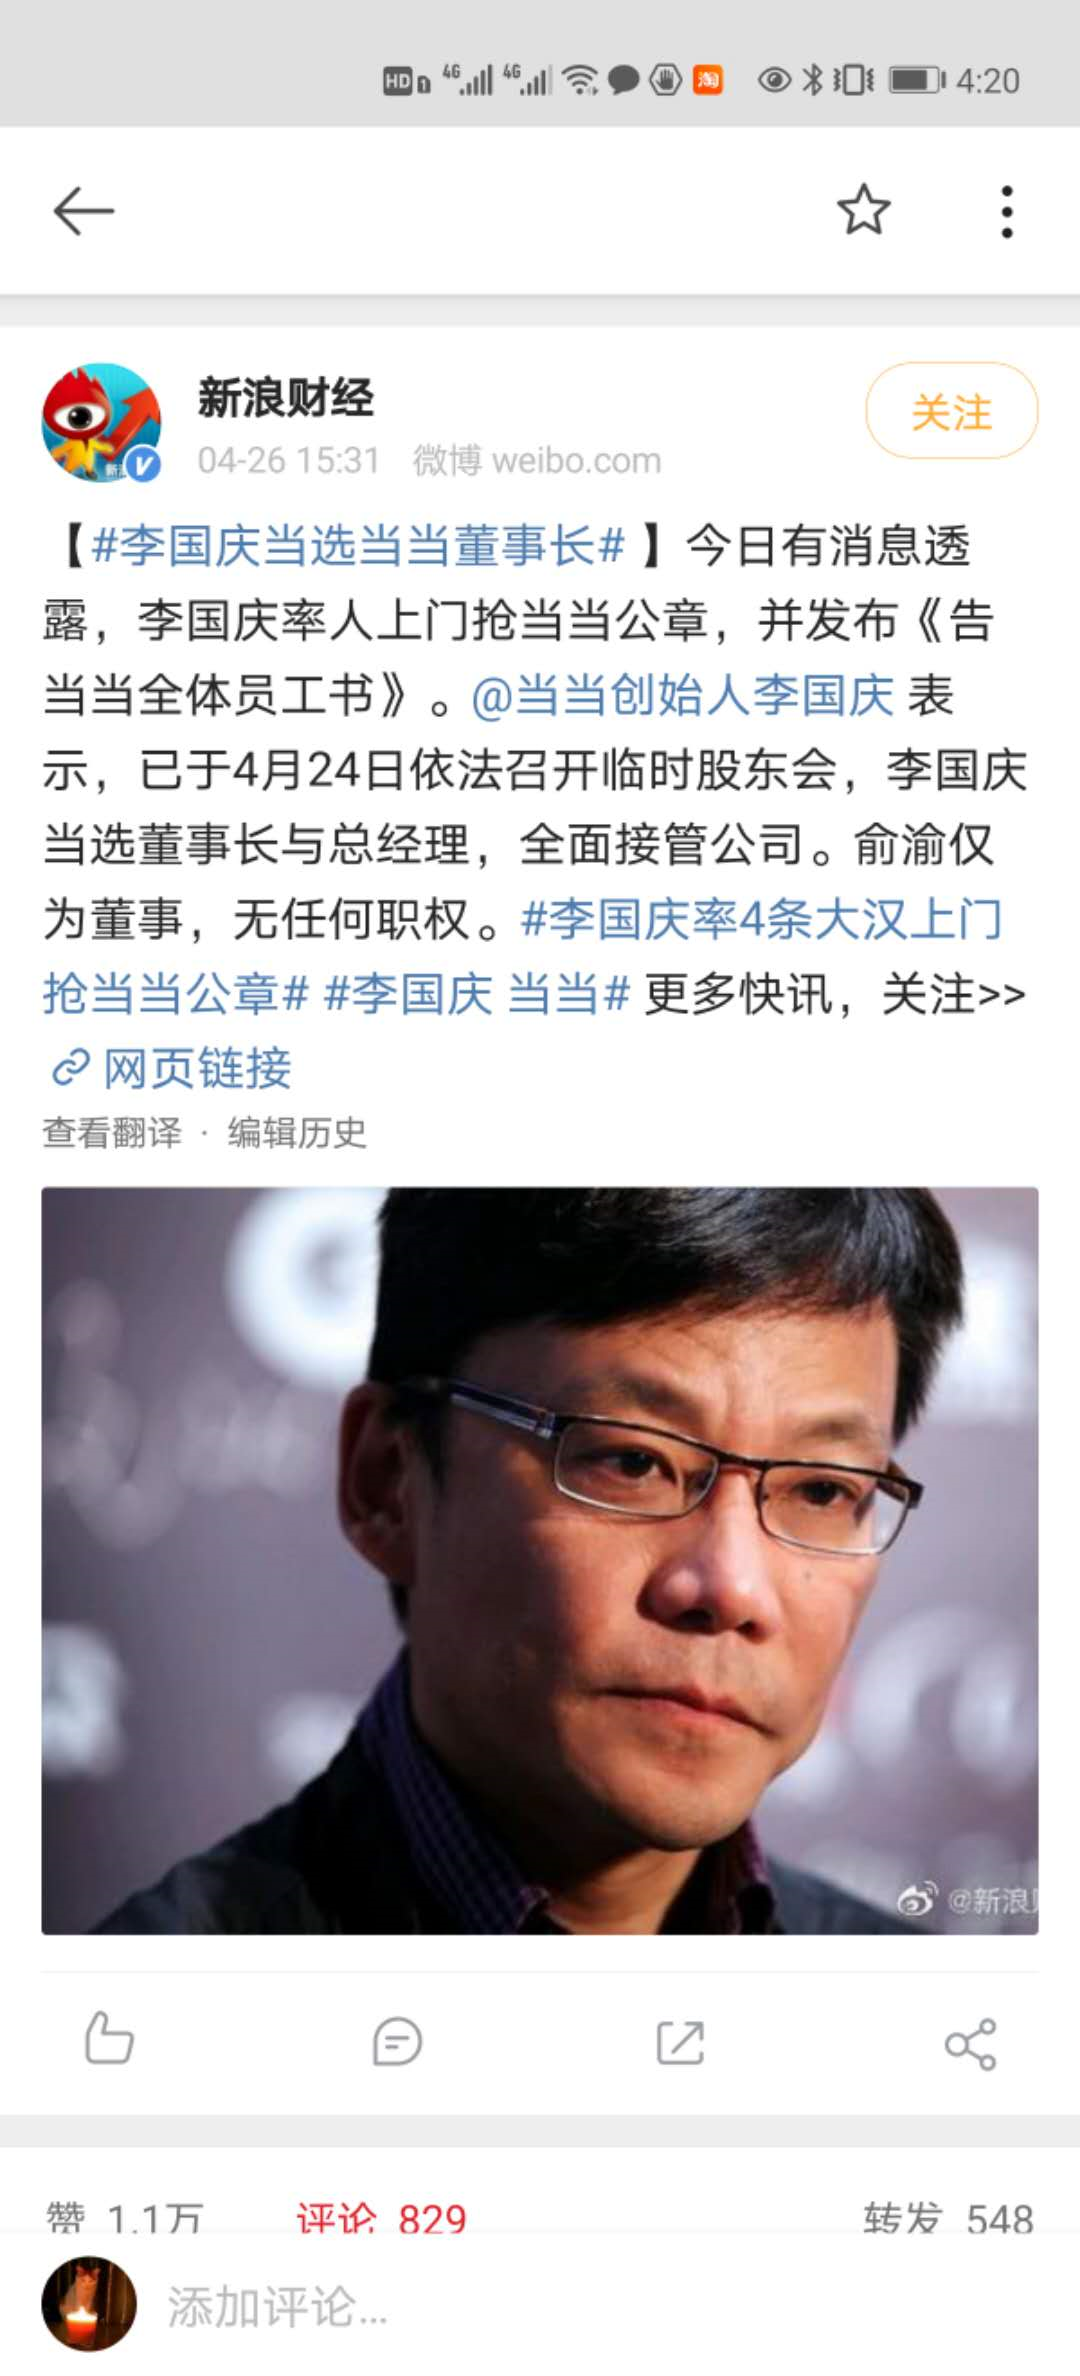 HD 1 4G 4G 淘 4:20
新浪财经
关注
04-26 15:31 微博 weibo.com
【#李国庆当选当当董事长#】今日有消息透
露，李国庆率人上门抢当当公章，并发布《告
当当全体员工书》。@当当创始人李国庆 表
示，已于4月24日依法召开临时股东会，李国庆
当选董事长与总经理，全面接管公司。俞渝仅
为董事，无任何职权。#李国庆率4条大汉上门
抢当当公章# #李国庆 当当# 更多快讯，关注>>
网页链接
查看翻译 · 编辑历史
@新浪财
赞 1.1万 评论 829 转发 548
添加评论...